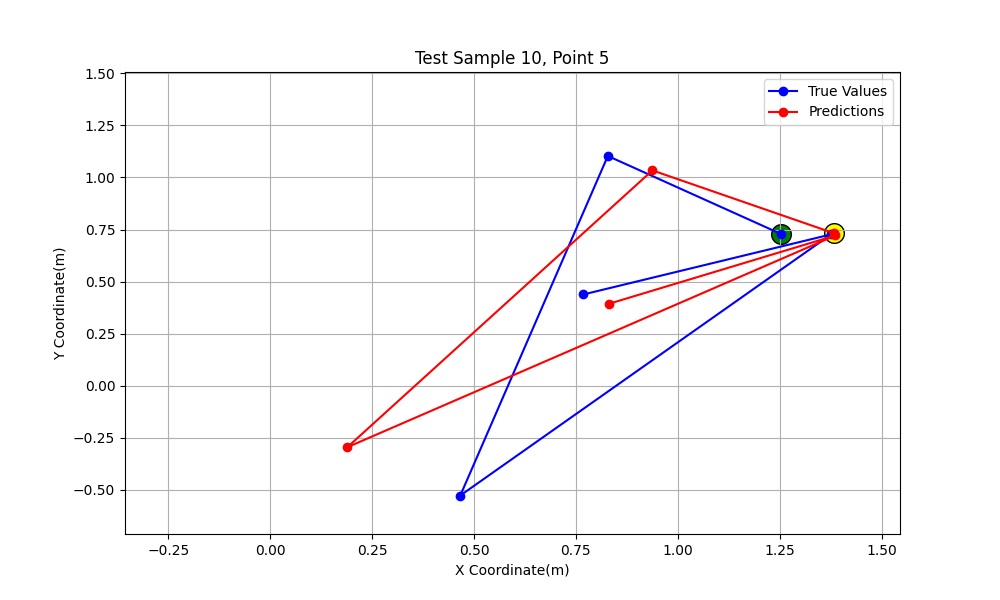 Test Sample 10, Point 5
True Values
Predictions
Y Coordinate(m)
1.50
1.25
1.00
0.75
0.50
0.25
0.00
−0.25
−0.50
−0.25 0.00 0.25 0.50 0.75 1.00 1.25 1.50
X Coordinate(m)